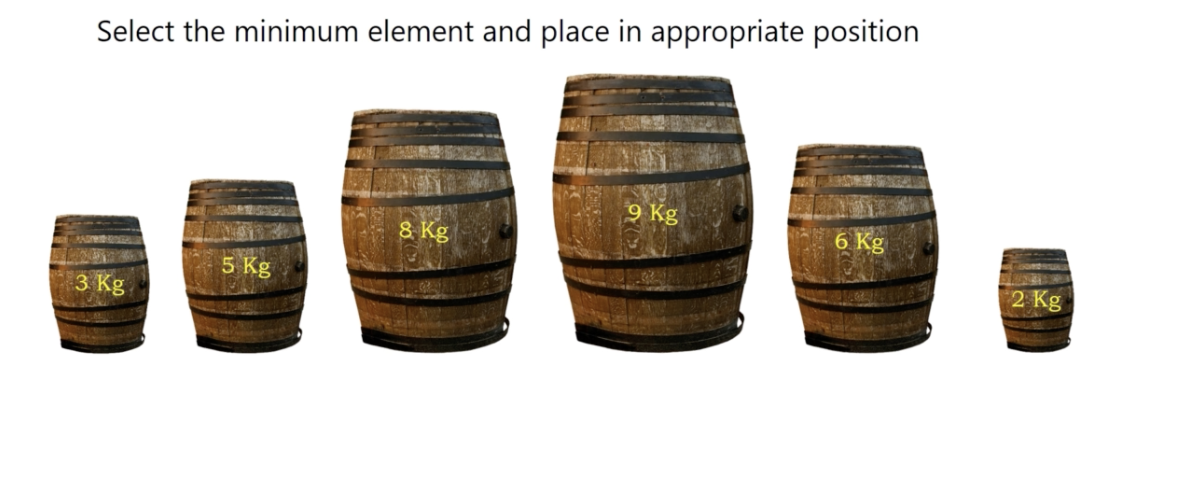 Select the minimum element and place in appropriate position
3 Kg
5 Kg
8 Kg
9 Kg
6 Kg
2 Kg